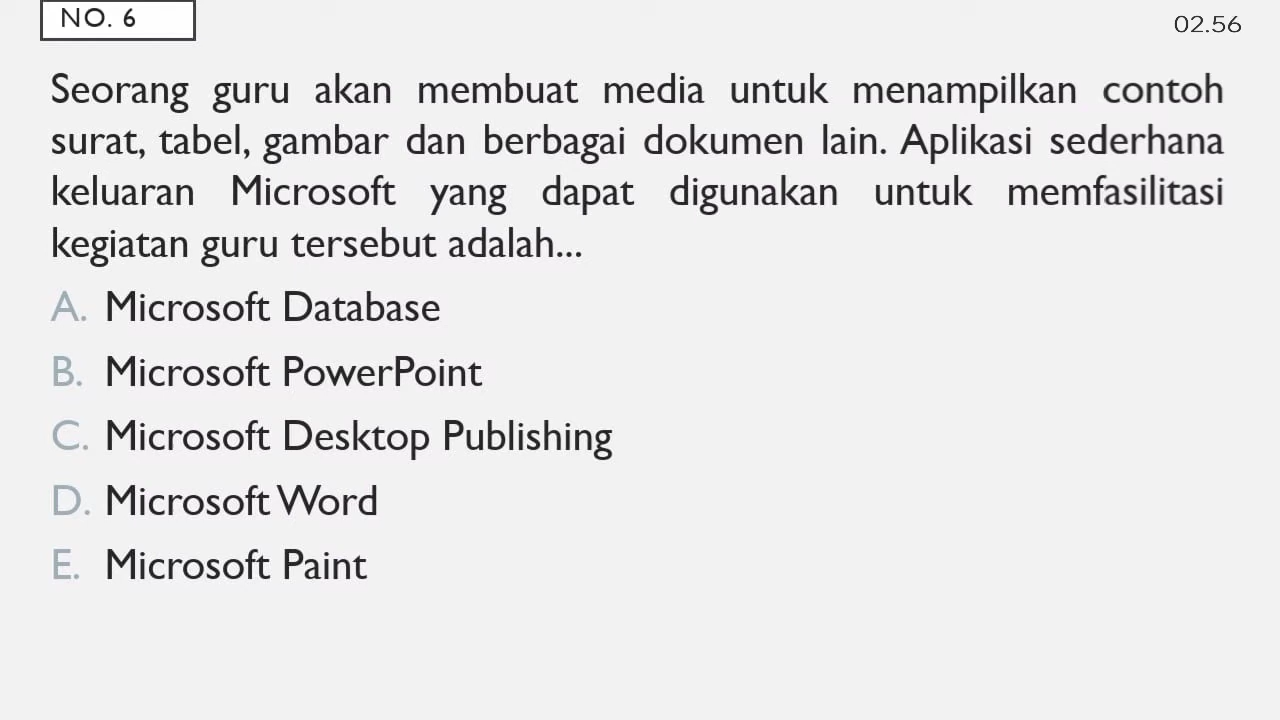 NO. 6
02.56
Seorang guru akan membuat media untuk menampilkan contoh
surat, tabel, gambar dan berbagai dokumen lain. Aplikasi sederhana
keluaran Microsoft yang dapat digunakan untuk memfasilitasi
kegiatan guru tersebut adalah...
A. Microsoft Database
B. Microsoft PowerPoint
C. Microsoft Desktop Publishing
D. Microsoft Word
E. Microsoft Paint